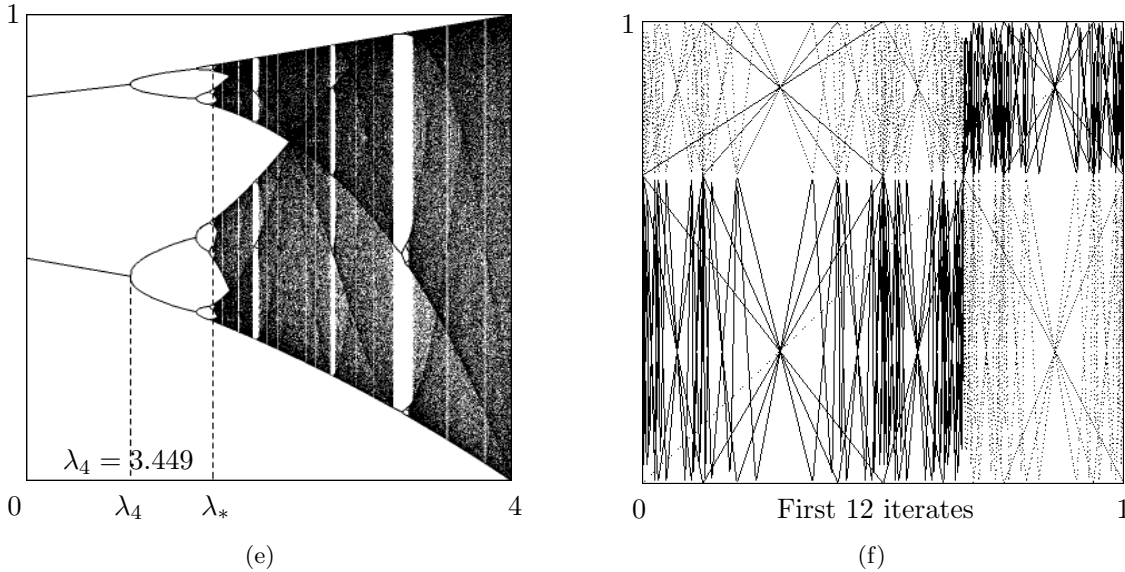 1
λ₄ = 3.449
0 λ₄ λ* 4
(e)
1
0 First 12 iterates 1
(f)